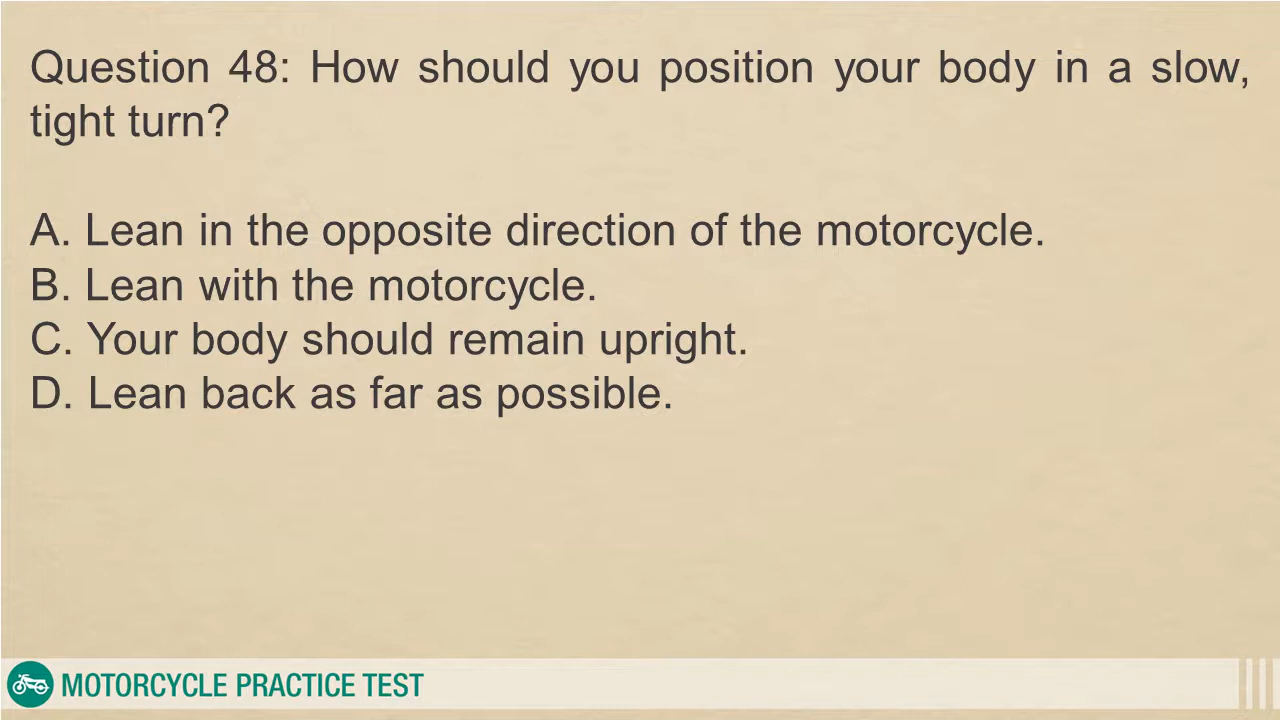 Question 48: How should you position your body in a slow,
tight turn?
A. Lean in the opposite direction of the motorcycle.
B. Lean with the motorcycle.
C. Your body should remain upright.
D. Lean back as far as possible.
MOTORCYCLE PRACTICE TEST